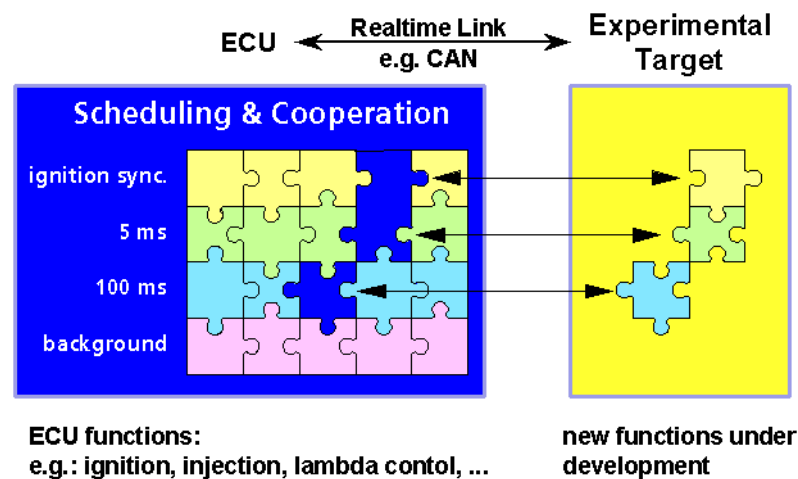 ECU
Realtime Link
e.g. CAN
Experimental
Target
Scheduling & Cooperation
ignition sync.
5 ms
100 ms
background
ECU functions:
e.g.: ignition, injection, lambda contol, ...
new functions under
development